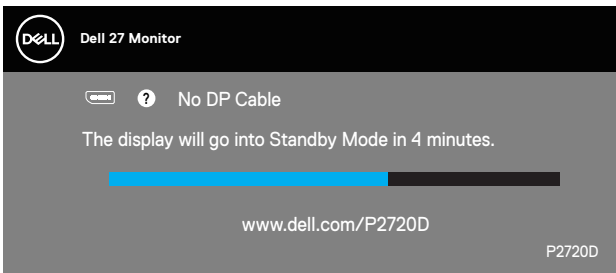 DELL
Dell 27 Monitor
? No DP Cable
The display will go into Standby Mode in 4 minutes.
www.dell.com/P2720D
P2720D